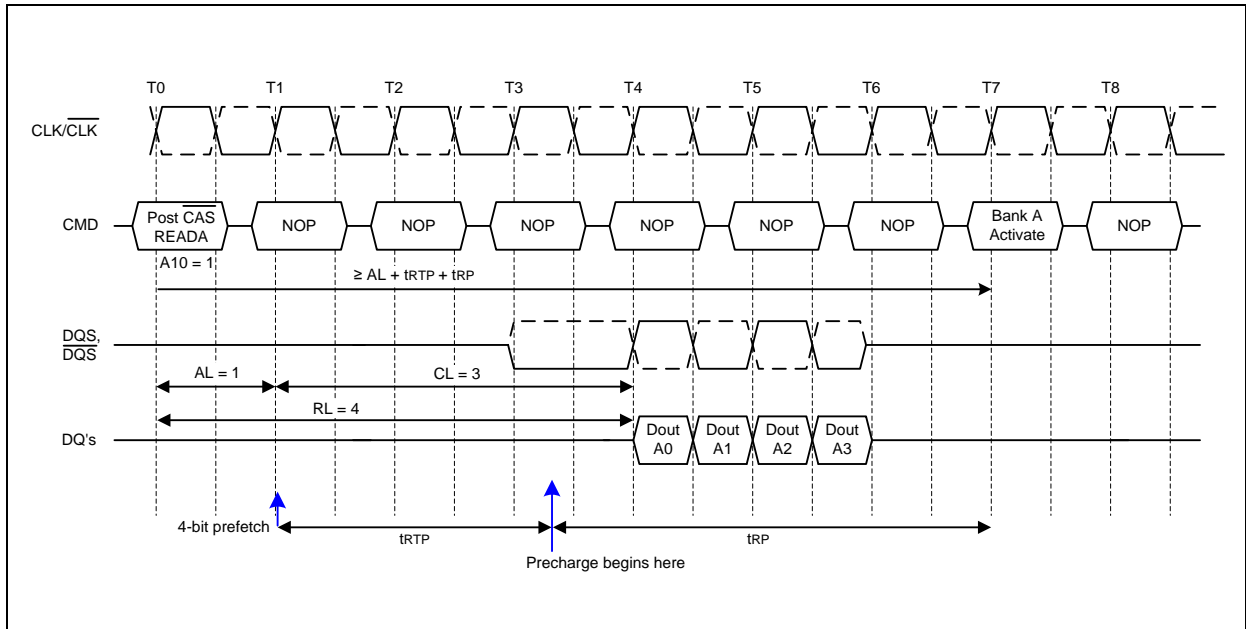 T0 T1 T2 T3 T4 T5 T6 T7 T8
CLK/CLK
CMD
Post CAS
READA
NOP NOP NOP NOP NOP NOP
Bank A
Activate
NOP
A10 = 1
≥ AL + tRTP + tRP
DQS,
DQS
AL = 1
CL = 3
RL = 4
DQ's
Dout
A0
Dout
A1
Dout
A2
Dout
A3
4-bit prefetch
tRTP
tRP
Precharge begins here